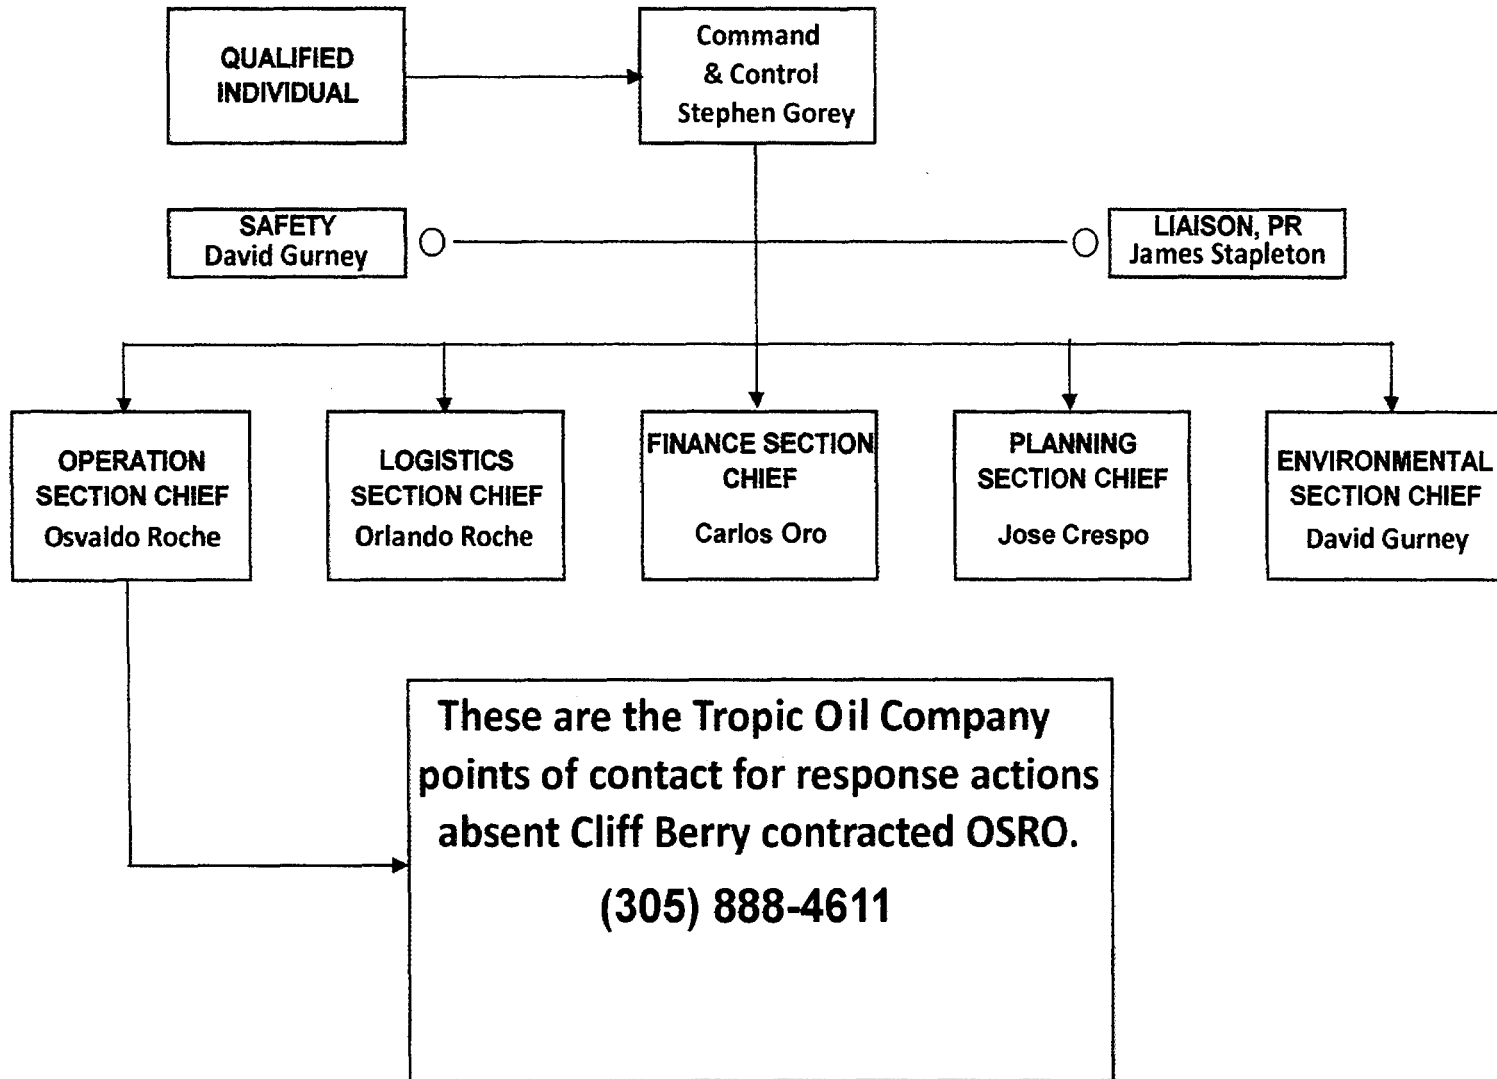 QUALIFIED
INDIVIDUAL
Command
& Control
Stephen Gorey
SAFETY
David Gurney
LIAISON, PR
James Stapleton
OPERATION
SECTION CHIEF
Osvaldo Roche
LOGISTICS
SECTION CHIEF
Orlando Roche
FINANCE SECTION
CHIEF
Carlos Oro
PLANNING
SECTION CHIEF
Jose Crespo
ENVIRONMENTAL
SECTION CHIEF
David Gurney
These are the Tropic Oil Company
points of contact for response actions
absent Cliff Berry contracted OSRO.
(305) 888-4611